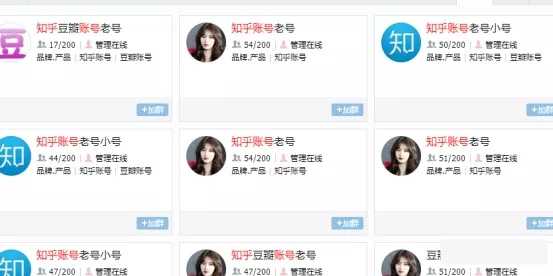 豆
知乎豆瓣账号老号
17/200 管理在线
品牌.产品 知乎账号 豆瓣账号
+加群
知乎账号老号
54/200 管理在线
品牌.产品 知乎账号
+加群
知
知乎账号老号小号
50/200 管理在线
品牌.产品 知乎账号 豆瓣账号
+加群
知
知乎账号老号小号
44/200 管理在线
品牌.产品 知乎账号 豆瓣账号
+加群
知乎账号老号
54/200 管理在线
品牌.产品 知乎账号
+加群
知乎账号老号
51/200 管理在线
品牌.产品 知乎账号
+加群
知
知乎账号老号小号
47/200 管理在线
知乎豆瓣账号老号
47/200 管理在线
51/200 管理在线